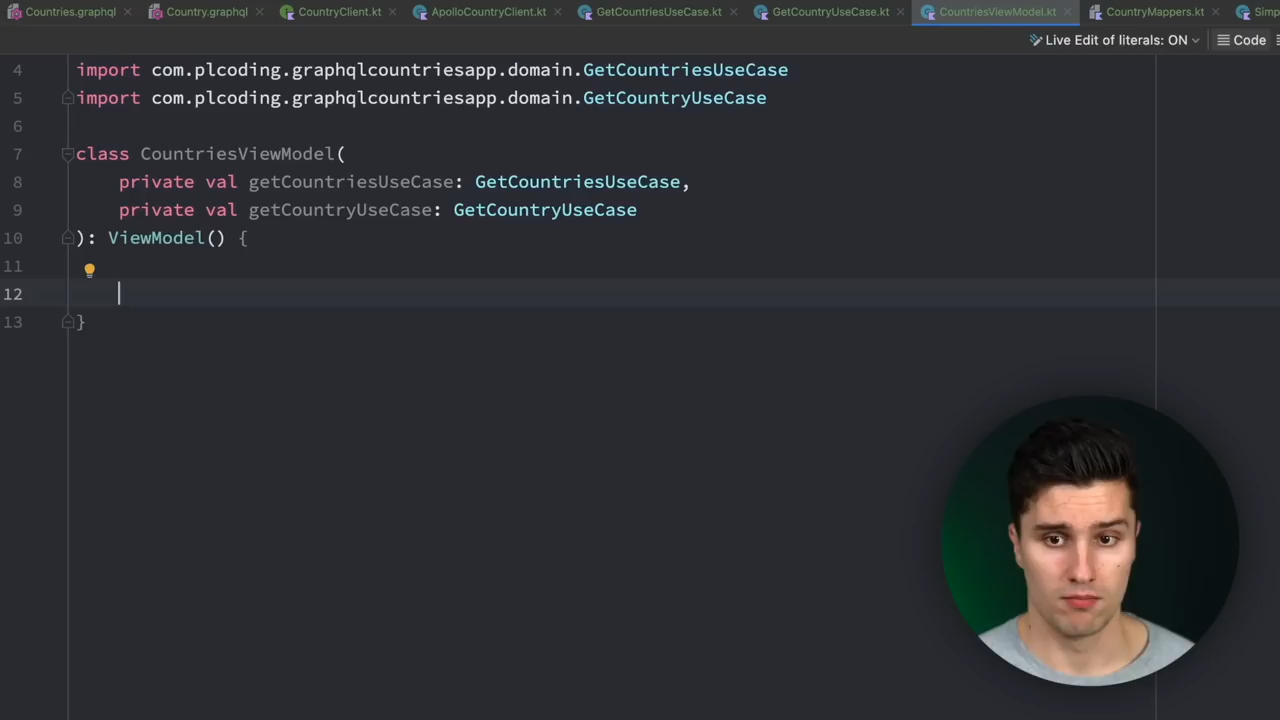 Countries.graphql Country.graphql CountryClient.kt ApolloCountryClient.kt GetCountriesUseCase.kt GetCountryUseCase.kt CountriesViewModel.kt CountryMappers.kt Simp
Live Edit of literals: ON Code
4 import com.plcoding.graphqlcountriesapp.domain.GetCountriesUseCase
5 import com.plcoding.graphqlcountriesapp.domain.GetCountryUseCase
6
7 class CountriesViewModel(
8 private val getCountriesUseCase: GetCountriesUseCase,
9 private val getCountryUseCase: GetCountryUseCase
10 ): ViewModel() {
11
12
13 }